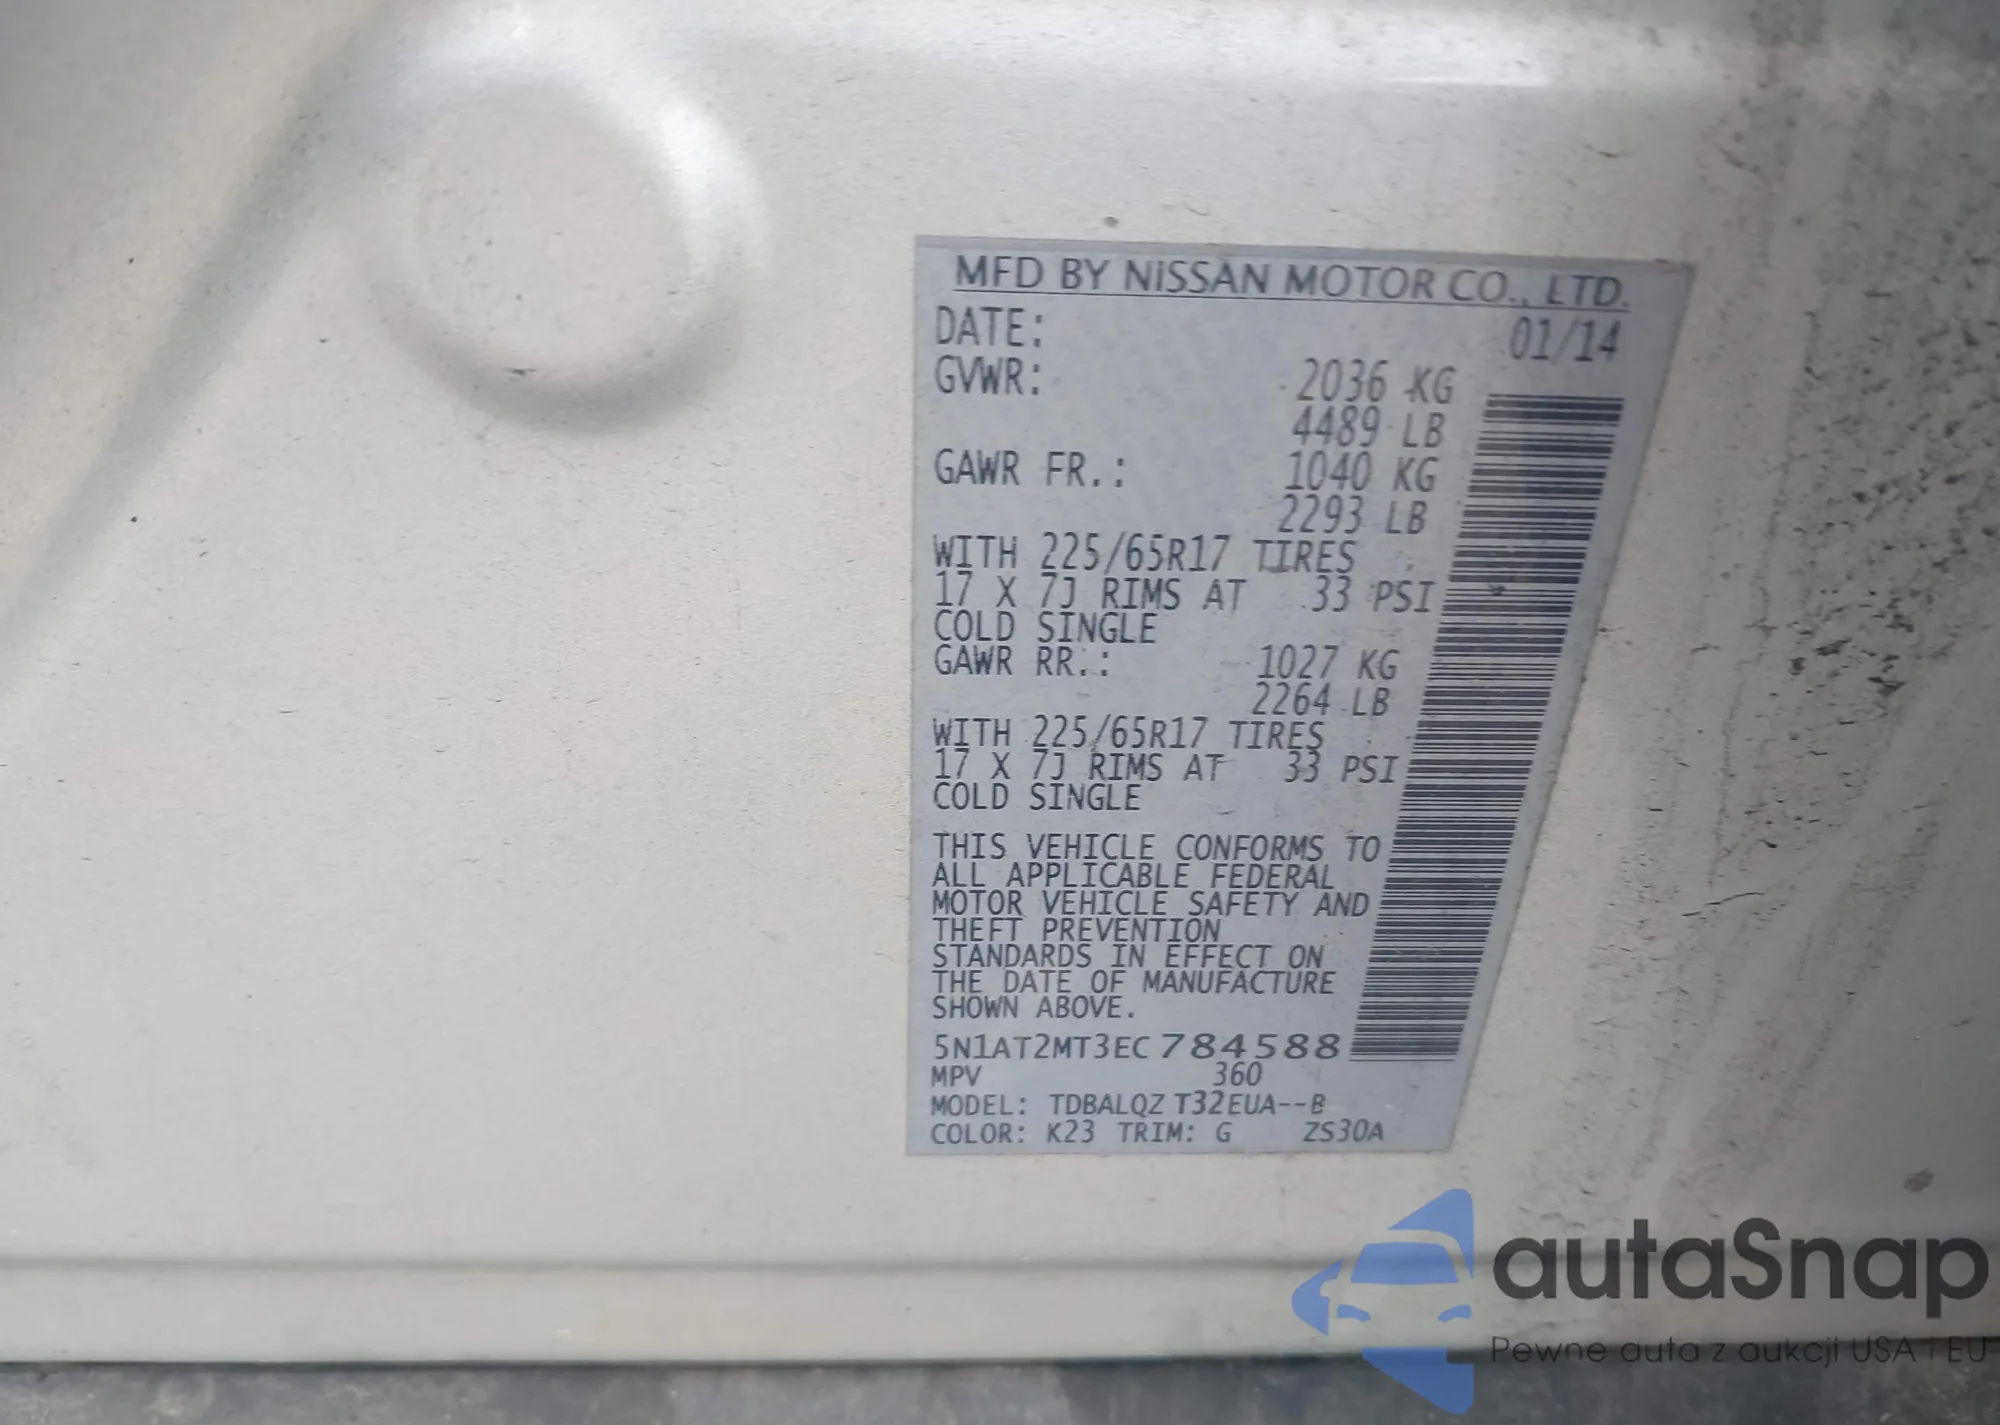 MFD BY NISSAN MOTOR CO., LTD.
DATE: 01/14
GVWR: 2036 KG
4489 LB
GAWR FR.: 1040 KG
2293 LB
WITH 225/65R17 TIRES
17 X 7J RIMS AT 33 PSI
COLD SINGLE
GAWR RR.: 1027 KG
2264 LB
WITH 225/65R17 TIRES
17 X 7J RIMS AT 33 PSI
COLD SINGLE
THIS VEHICLE CONFORMS TO
ALL APPLICABLE FEDERAL
MOTOR VEHICLE SAFETY AND
THEFT PREVENTION
STANDARDS IN EFFECT ON
THE DATE OF MANUFACTURE
SHOWN ABOVE.
5N1AT2MT3EC784588
MPV 360
MODEL: TDBALQZ T32EUA--B
COLOR: K23 TRIM: G ZS30A
autaSnap
Pewne auta z aukcji USA i EU